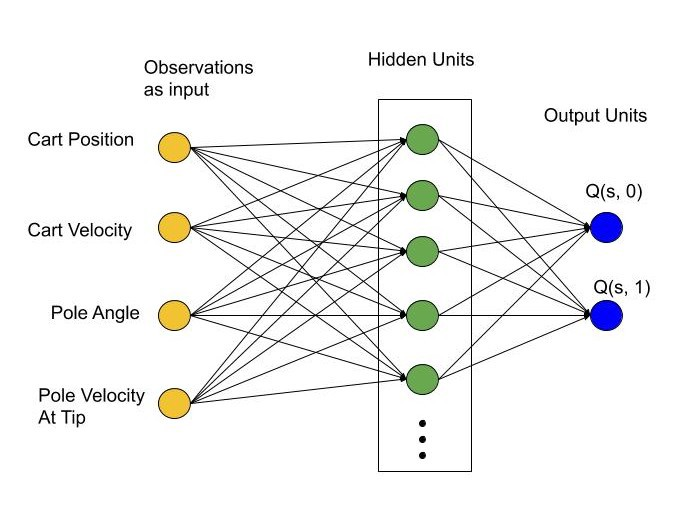 Observations
as input
Hidden Units
Output Units
Cart Position
Cart Velocity
Pole Angle
Pole Velocity
At Tip
Q(s, 0)
Q(s, 1)